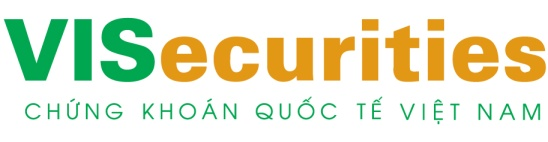 VISecurities
CHỨNG KHOÁN QUỐC TẾ VIỆT NAM